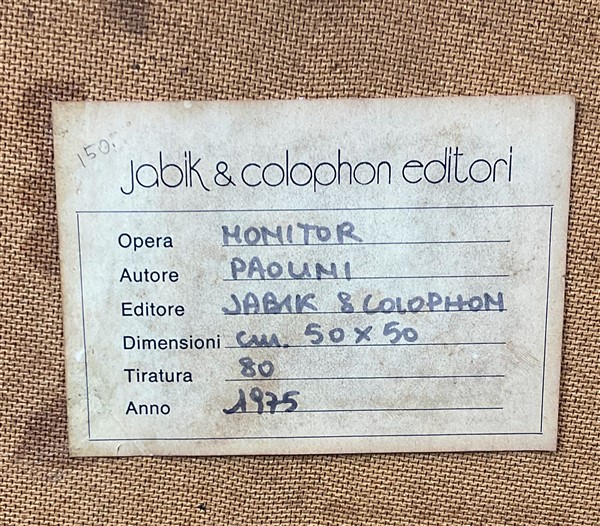 150.
jabik & colophon editori
Opera MONITOR
Autore PAOLINI
Editore JABIK & COLOPHON
Dimensioni cm. 50 x 50
Tiratura 80
Anno 1975